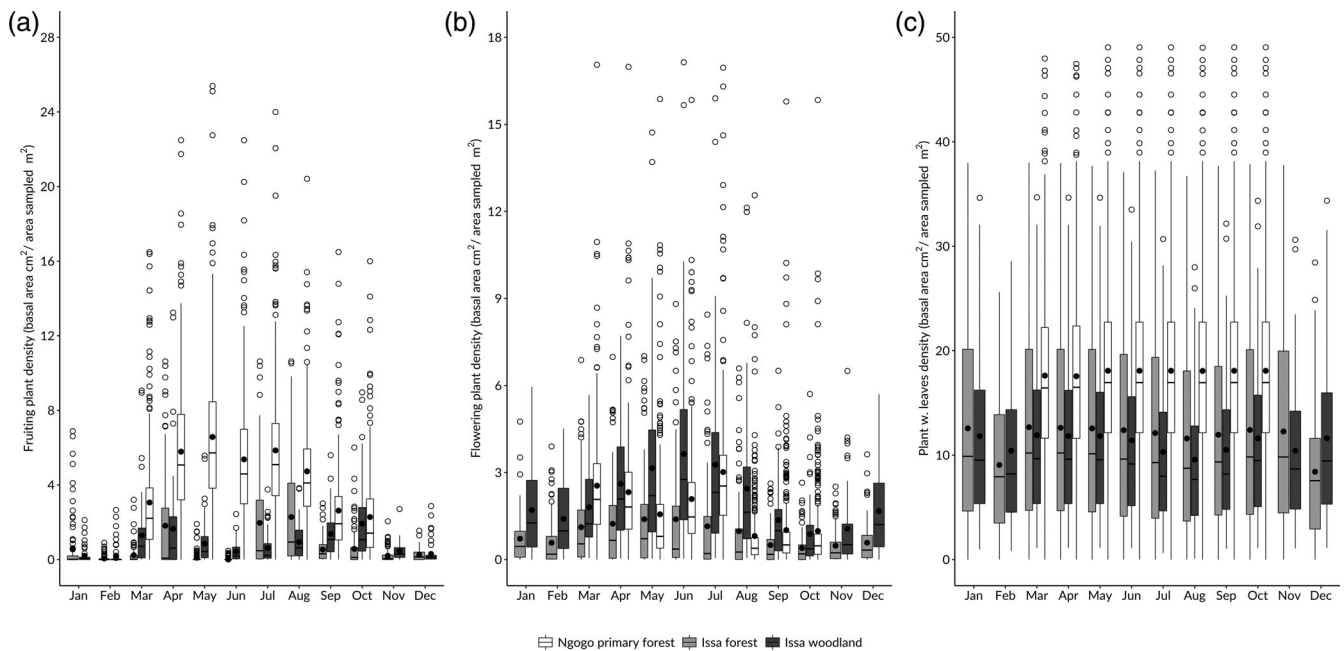 (a)
Fruiting plant density (basal area cm²/ area sampled m²)
28
24
20
16
12
8
4
0
Jan Feb Mar Apr May Jun Jul Aug Sep Oct Nov Dec
(b)
Flowering plant density (basal area cm²/ area sampled m²)
18
15
12
9
6
3
0
Jan Feb Mar Apr May Jun Jul Aug Sep Oct Nov Dec
(c)
Plant w. leaves density (basal area cm²/ area sampled m²)
50
40
30
20
10
0
Jan Feb Mar Apr May Jun Jul Aug Sep Oct Nov Dec
Ngogo primary forest Issa forest Issa woodland